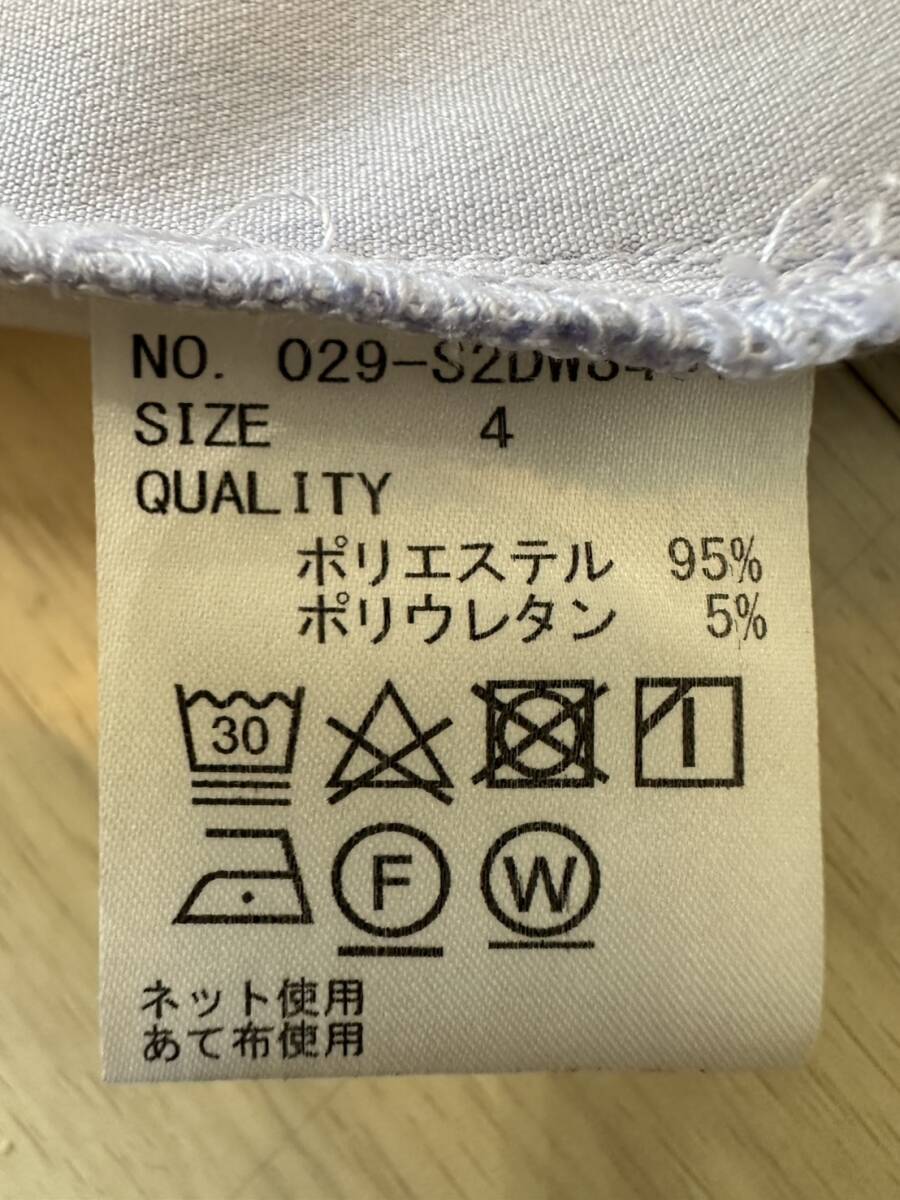 NO. 029-S2DW
SIZE 4
QUALITY
ポリエステル 95%
ポリウレタン 5%
30
F W
ネット使用
あて布使用